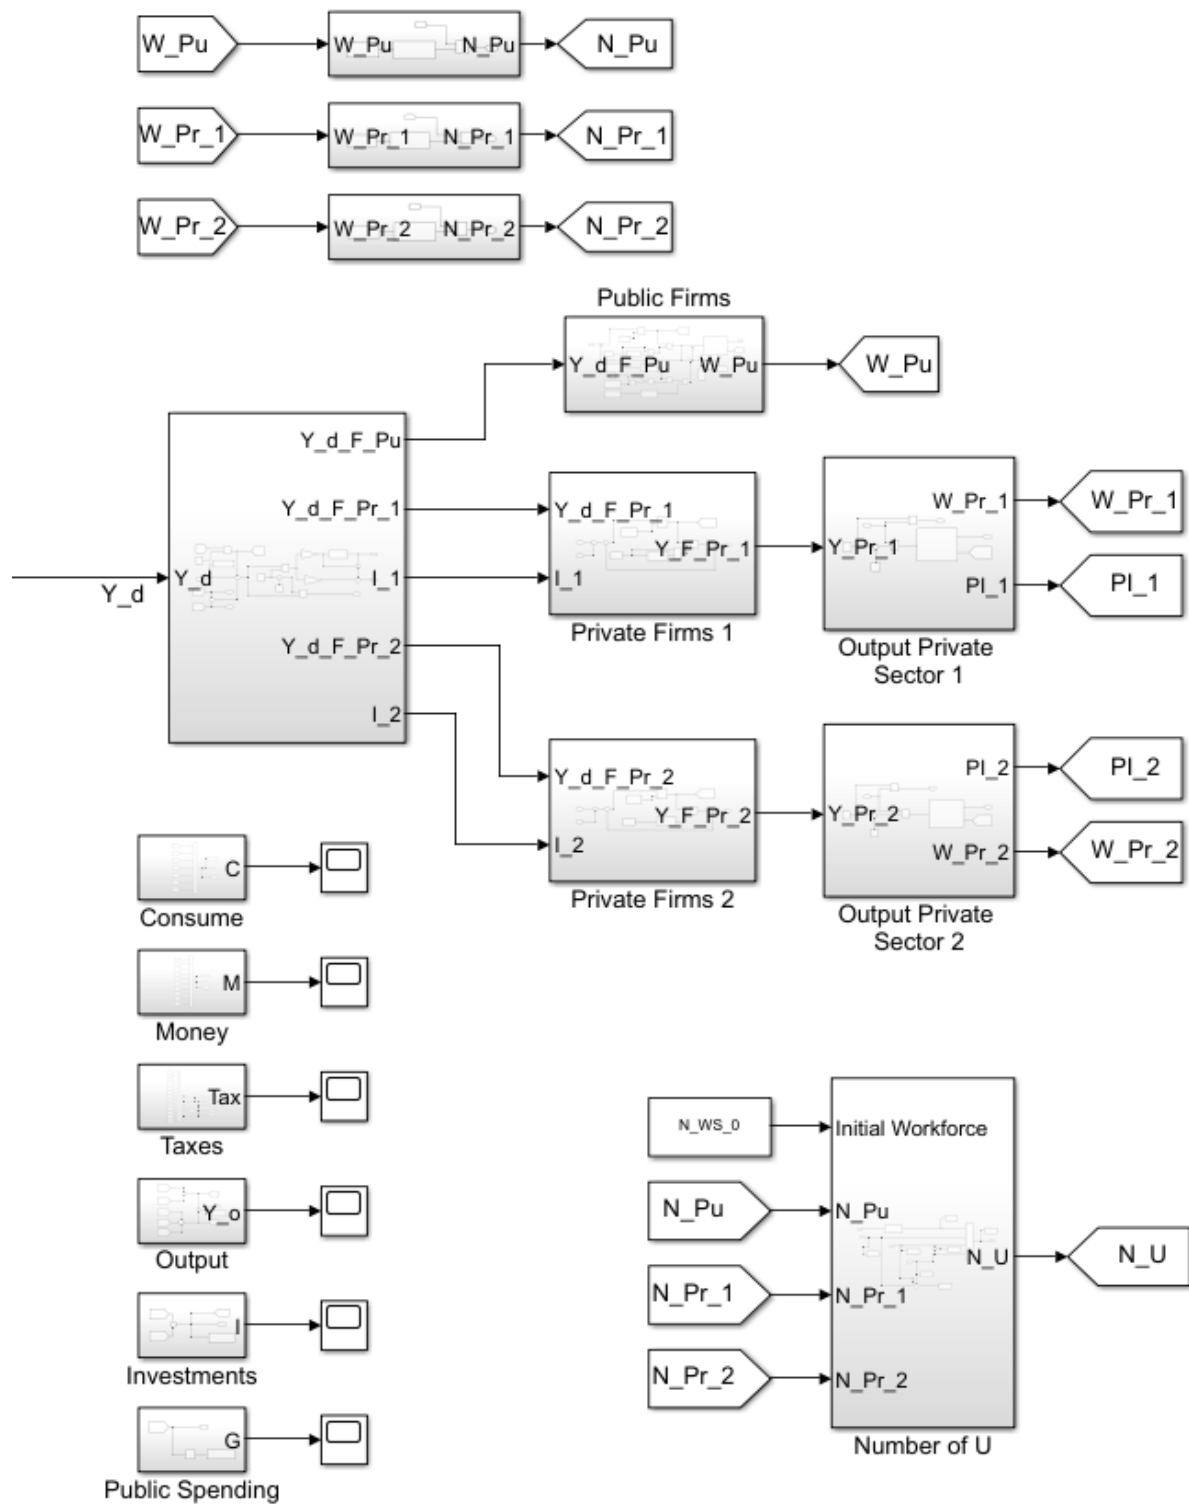 W_Pu
W_Pu
N_Pu
N_Pu
W_Pr_1
W_Pr_1
N_Pr_1
N_Pr_1
W_Pr_2
W_Pr_2
N_Pr_2
N_Pr_2
Public Firms
Y_d_F_Pu
W_Pu
W_Pu
Y_d
Y_d
Y_d_F_Pu
Y_d_F_Pr_1
I_1
Y_d_F_Pr_2
I_2
Y_d_F_Pr_1
Y_F_Pr_1
I_1
Private Firms 1
Y_Pr_1
W_Pr_1
PI_1
Output Private
Sector 1
W_Pr_1
PI_1
Y_d_F_Pr_2
Y_F_Pr_2
I_2
Private Firms 2
Y_Pr_2
PI_2
W_Pr_2
Output Private
Sector 2
PI_2
W_Pr_2
C
Consume
M
Money
Tax
Taxes
Y_o
Output
I
Investments
G
Public Spending
N_WS_0
Initial Workforce
N_Pu
N_Pu
N_Pr_1
N_Pr_1
N_Pr_2
N_Pr_2
N_U
Number of U
N_U